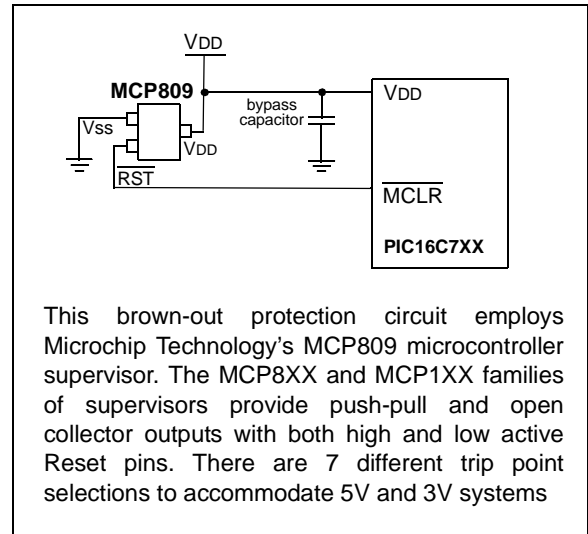 VDD
MCP809
VDD
bypass
capacitor
Vss
VDD
RST
MCLR
PIC16C7XX
This brown-out protection circuit employs
Microchip Technology's MCP809 microcontroller
supervisor. The MCP8XX and MCP1XX families
of supervisors provide push-pull and open
collector outputs with both high and low active
Reset pins. There are 7 different trip point
selections to accommodate 5V and 3V systems